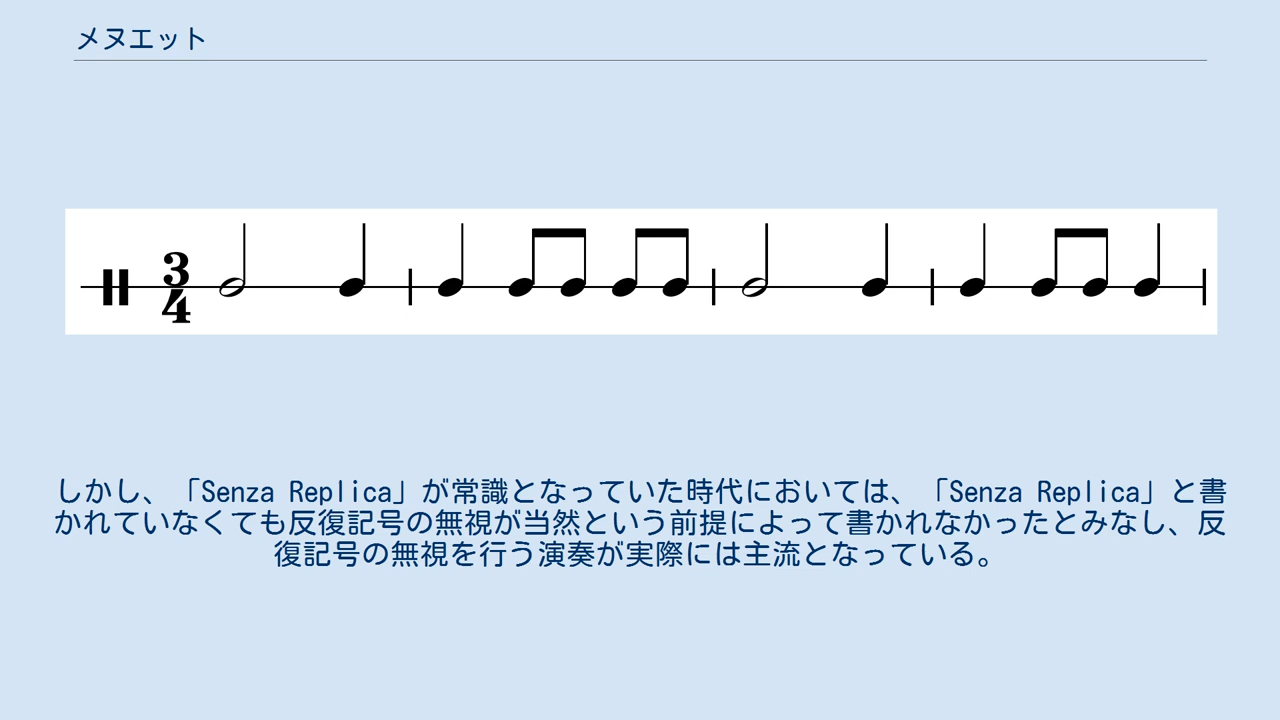 メヌエット
3
4
しかし、「Senza Replica」が常識となっていた時代においては、「Senza Replica」と書
かれていなくても反復記号の無視が当然という前提によって書かれなかったとみなし、反
復記号の無視を行う演奏が実際には主流となっている。